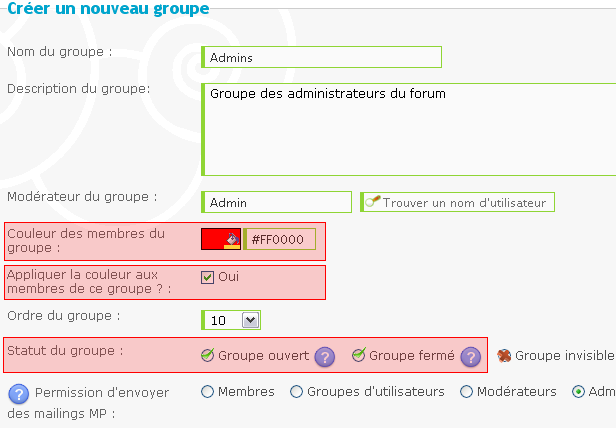 Créer un nouveau groupe
Nom du groupe : Admins
Description du groupe: Groupe des administrateurs du forum
Modérateur du groupe : Admin Trouver un nom d'utilisateur
Couleur des membres du
groupe : #FF0000
Appliquer la couleur aux
membres de ce groupe ? : Oui
Ordre du groupe : 10
Statut du groupe : Groupe ouvert ? Groupe fermé ? Groupe invisible
? Permission d'envoyer
des mailings MP : Membres Groupes d'utilisateurs Modérateurs Adm